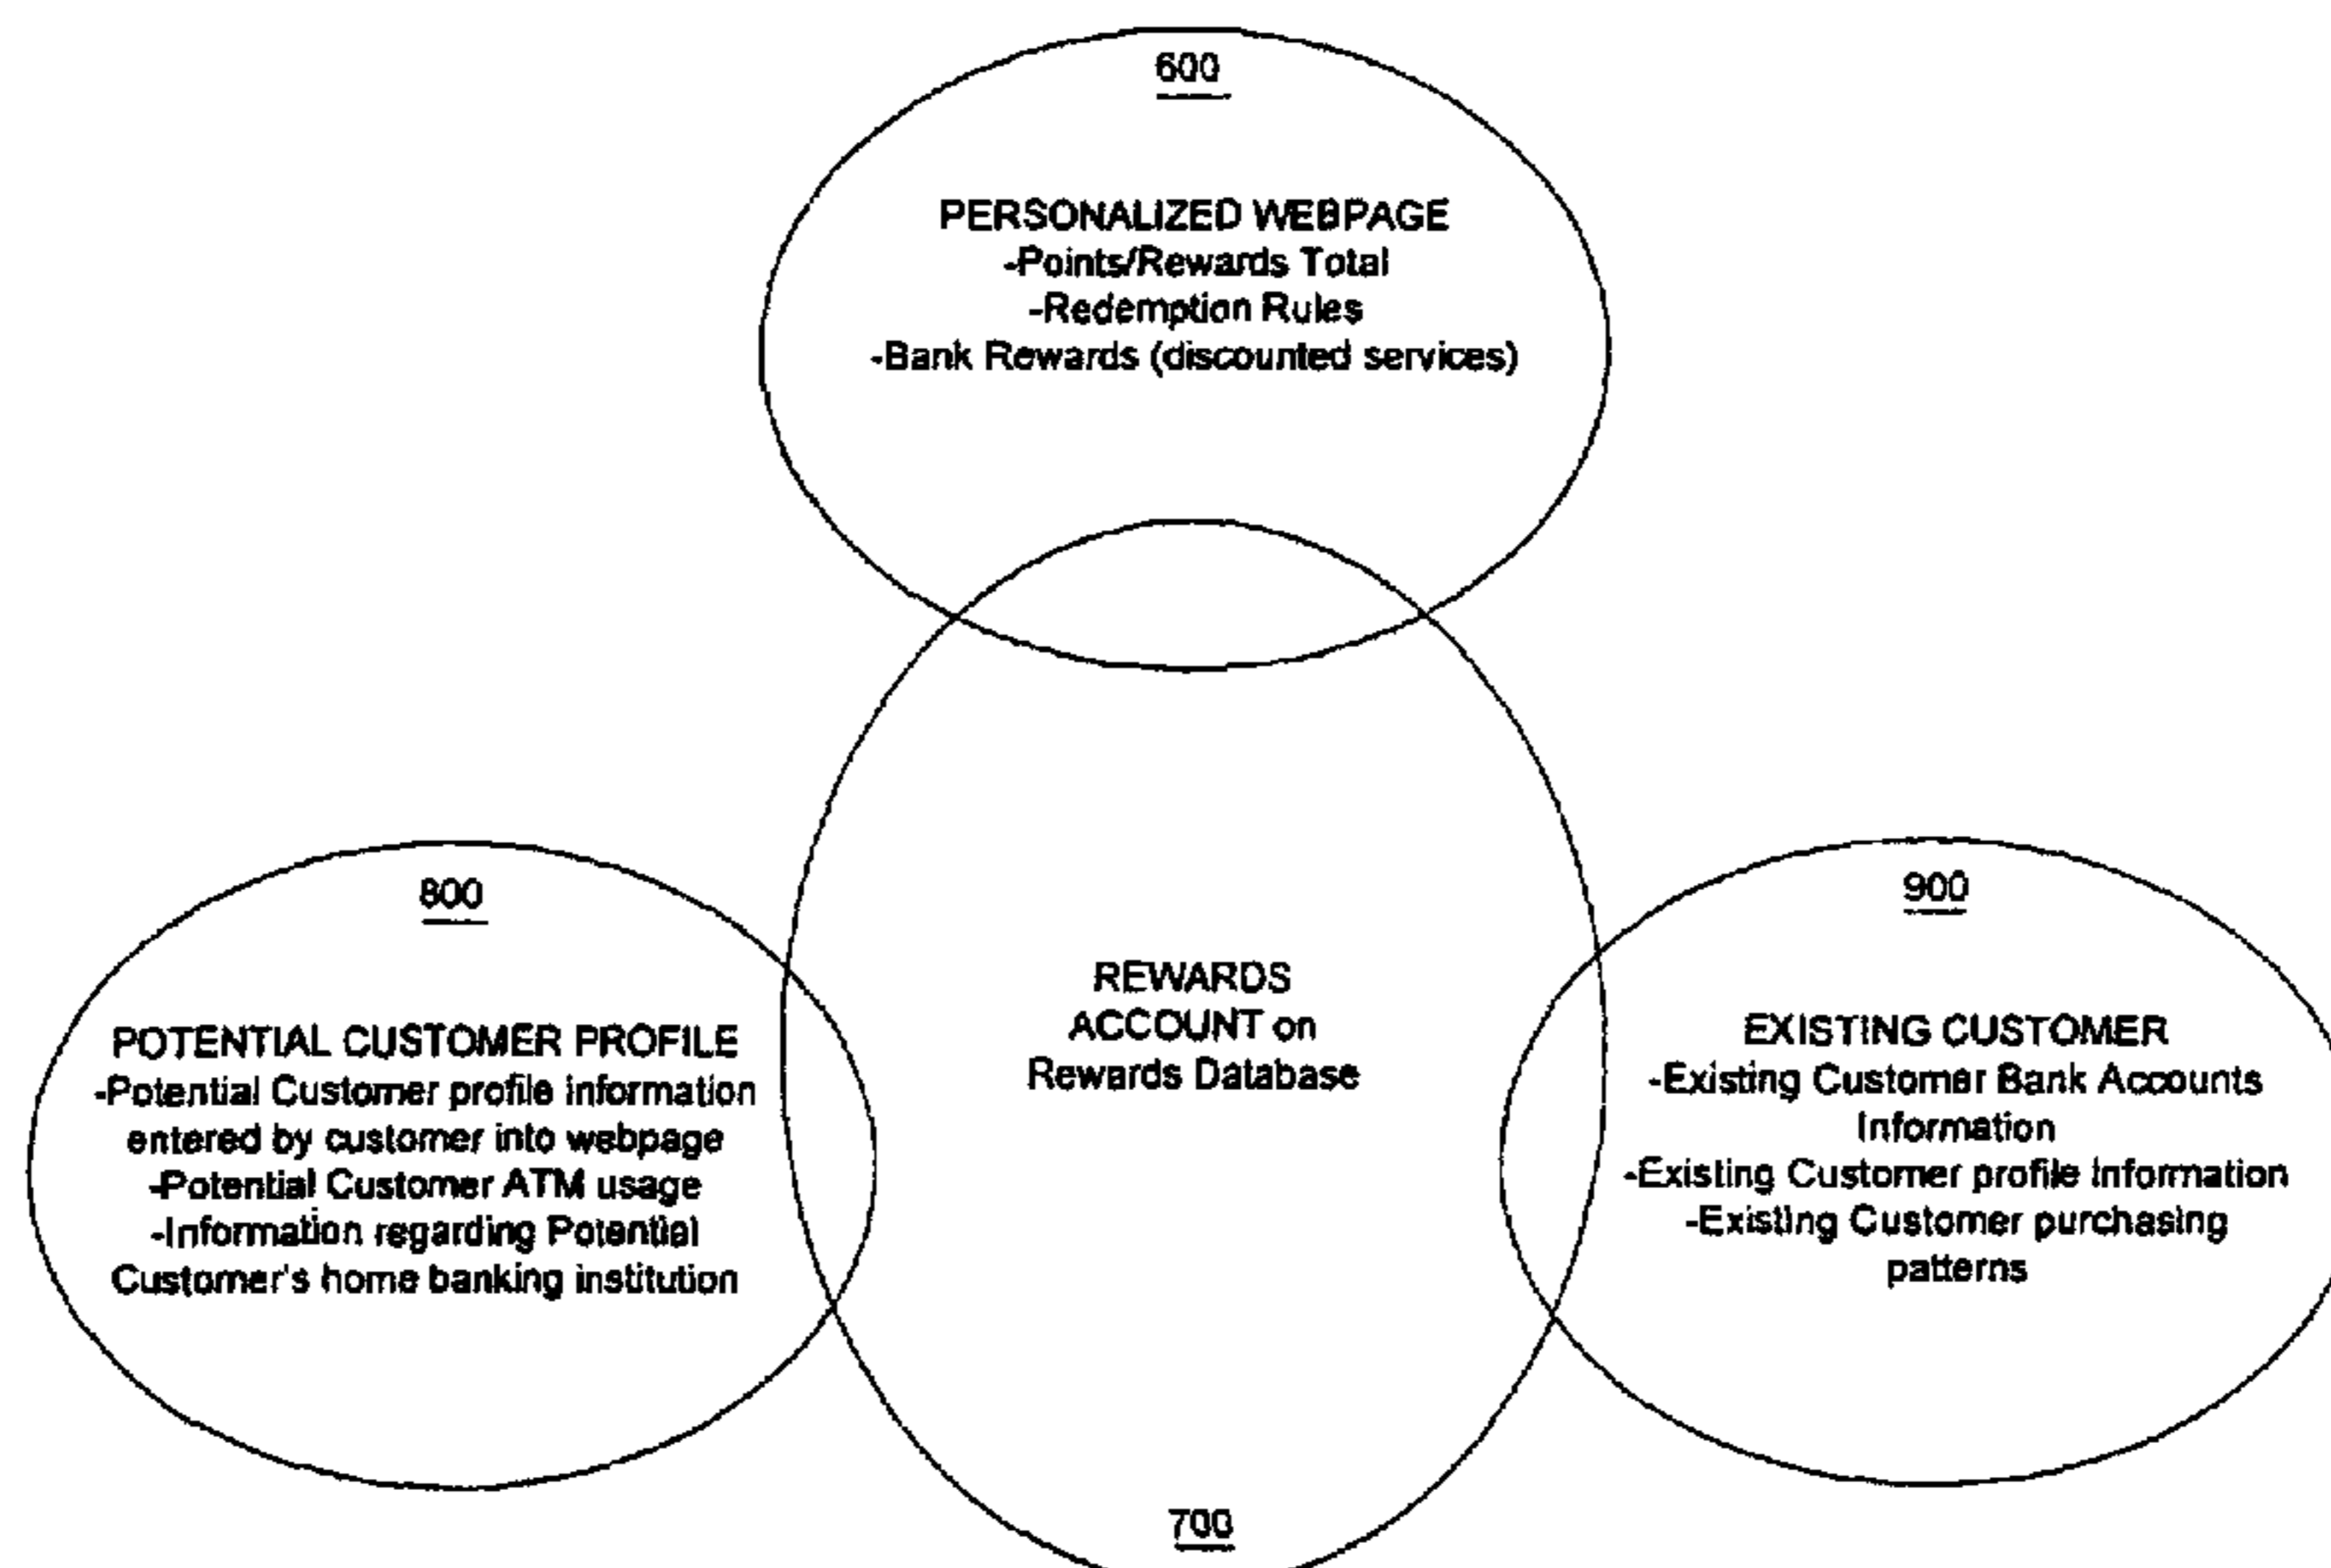 600
PERSONALIZED WEBPAGE
-Points/Rewards Total
-Redemption Rules
-Bank Rewards (discounted services)
800
POTENTIAL CUSTOMER PROFILE
-Potential Customer profile information
entered by customer into webpage
-Potential Customer ATM usage
-Information regarding Potential
Customer's home banking institution
REWARDS
ACCOUNT on
Rewards Database
700
900
EXISTING CUSTOMER
-Existing Customer Bank Accounts
Information
-Existing Customer profile Information
-Existing Customer purchasing
patterns